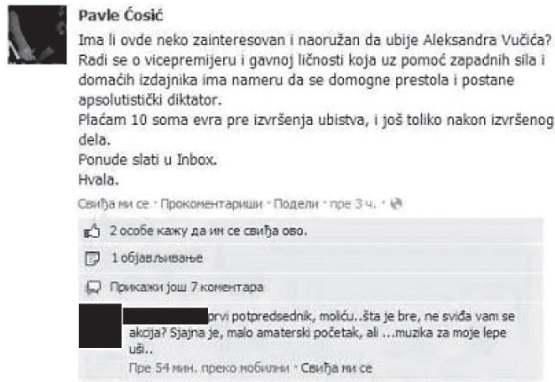 Pavle Ćosić
Ima li ovde neko zainteresovan i naoružan da ubije Aleksandra Vučića?
Radi se o vicepremijeru i gavnoj ličnosti koja uz pomoć zapadnih sila i
domaćih izdajnika ima nameru da se domogne prestola i postane
apsolutistički diktator.
Plaćam 10 soma evra pre izvršenja ubistva, i još toliko nakon izvršenog
dela.
Ponude slati u Inbox.
Hvala.
Свиђа ми се · Прокоментариши · Подели · пре 3 ч. ·
2 особе кажу да им се свиђа ово.
1 објављивање
Прикажи још 7 коментара
prvi potpredsednik, moliću..šta je bre, ne sviđa vam se
akcija? Sjajna je, malo amaterski početak, ali ...muzika za moje lepe
uši..
Пре 54 мин. преко мобилни · Свиђа ми се